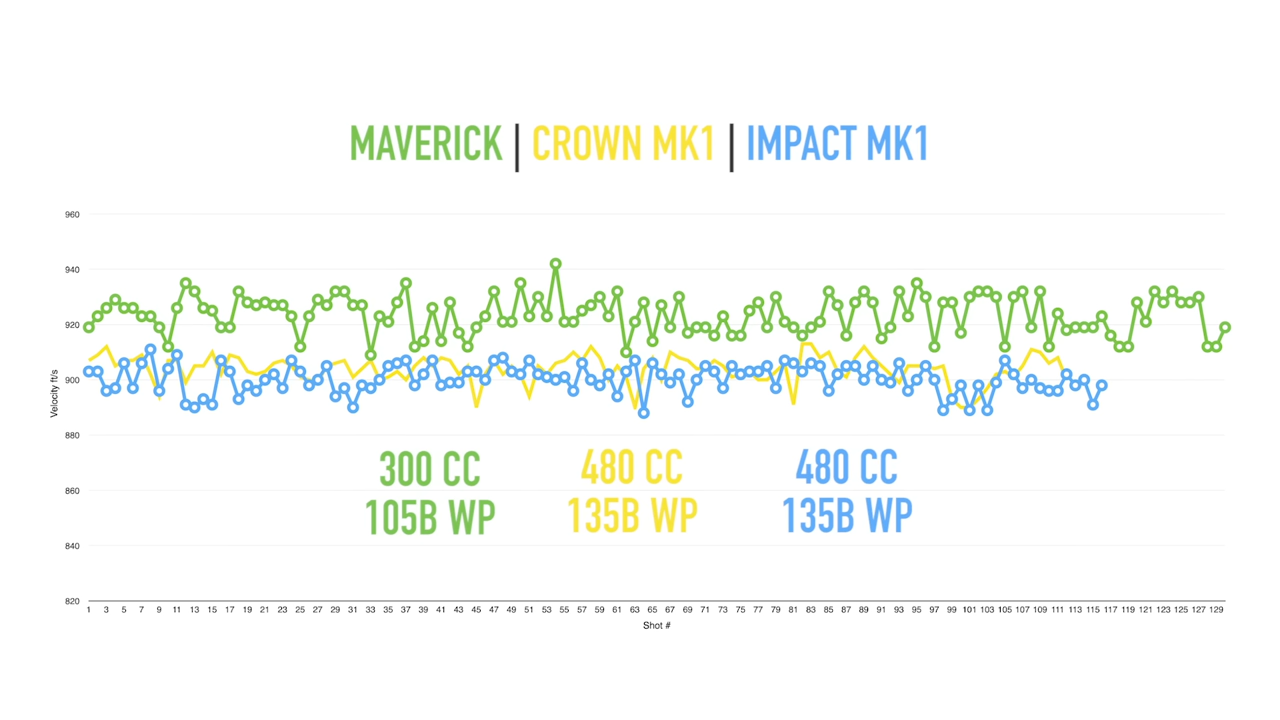 MAVERICK | CROWN MK1 | IMPACT MK1
960
940
920
900
880
860
840
820
Velocity ft/s
300 CC 480 CC 480 CC
105B WP 135B WP 135B WP
1 3 5 7 9 11 13 15 17 19 21 23 25 27 29 31 33 35 37 39 41 43 45 47 49 51 53 55 57 59 61 63 65 67 69 71 73 75 77 79 81 83 85 87 89 91 93 95 97 99 101 103 105 107 109 111 113 115 117 119 121 123 125 127 129
Shot #